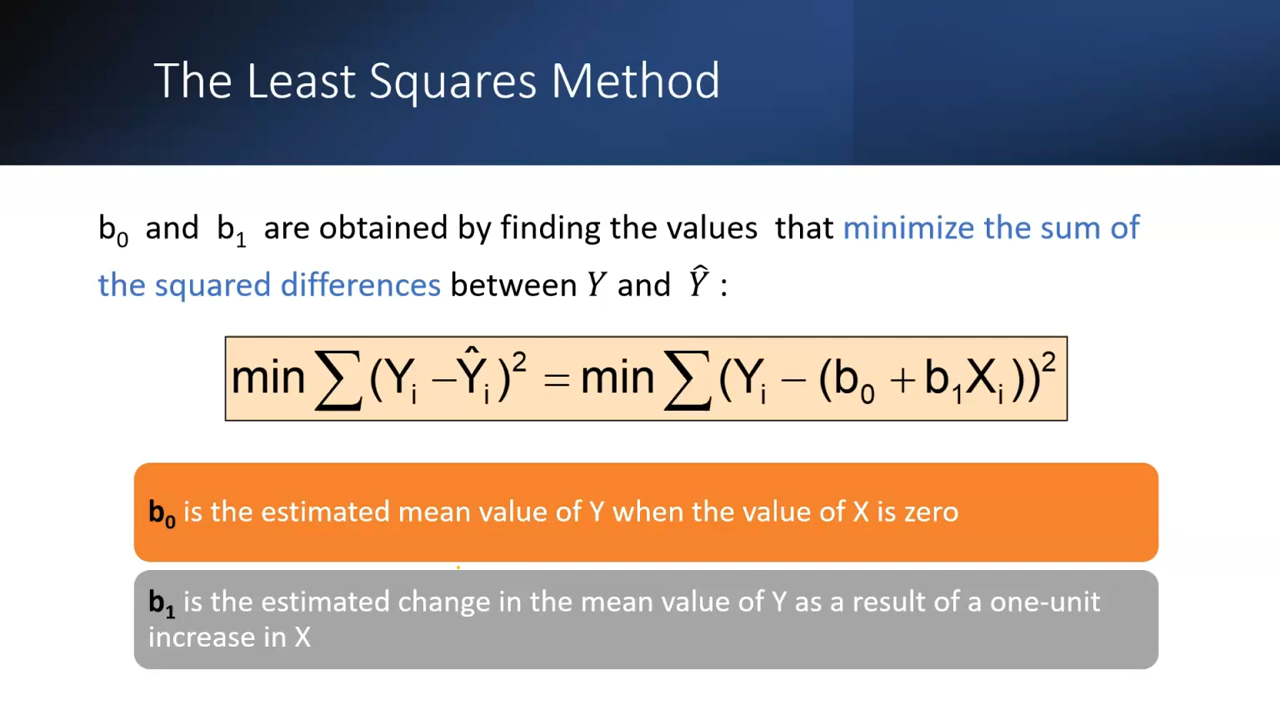 The Least Squares Method
b₀ and b₁ are obtained by finding the values that minimize the sum of
the squared differences between Y and Ŷ :
min ∑(Yᵢ −Ŷᵢ)² = min ∑(Yᵢ − (b₀ + b₁Xᵢ))²
b₀ is the estimated mean value of Y when the value of X is zero
b₁ is the estimated change in the mean value of Y as a result of a one-unit
increase in X